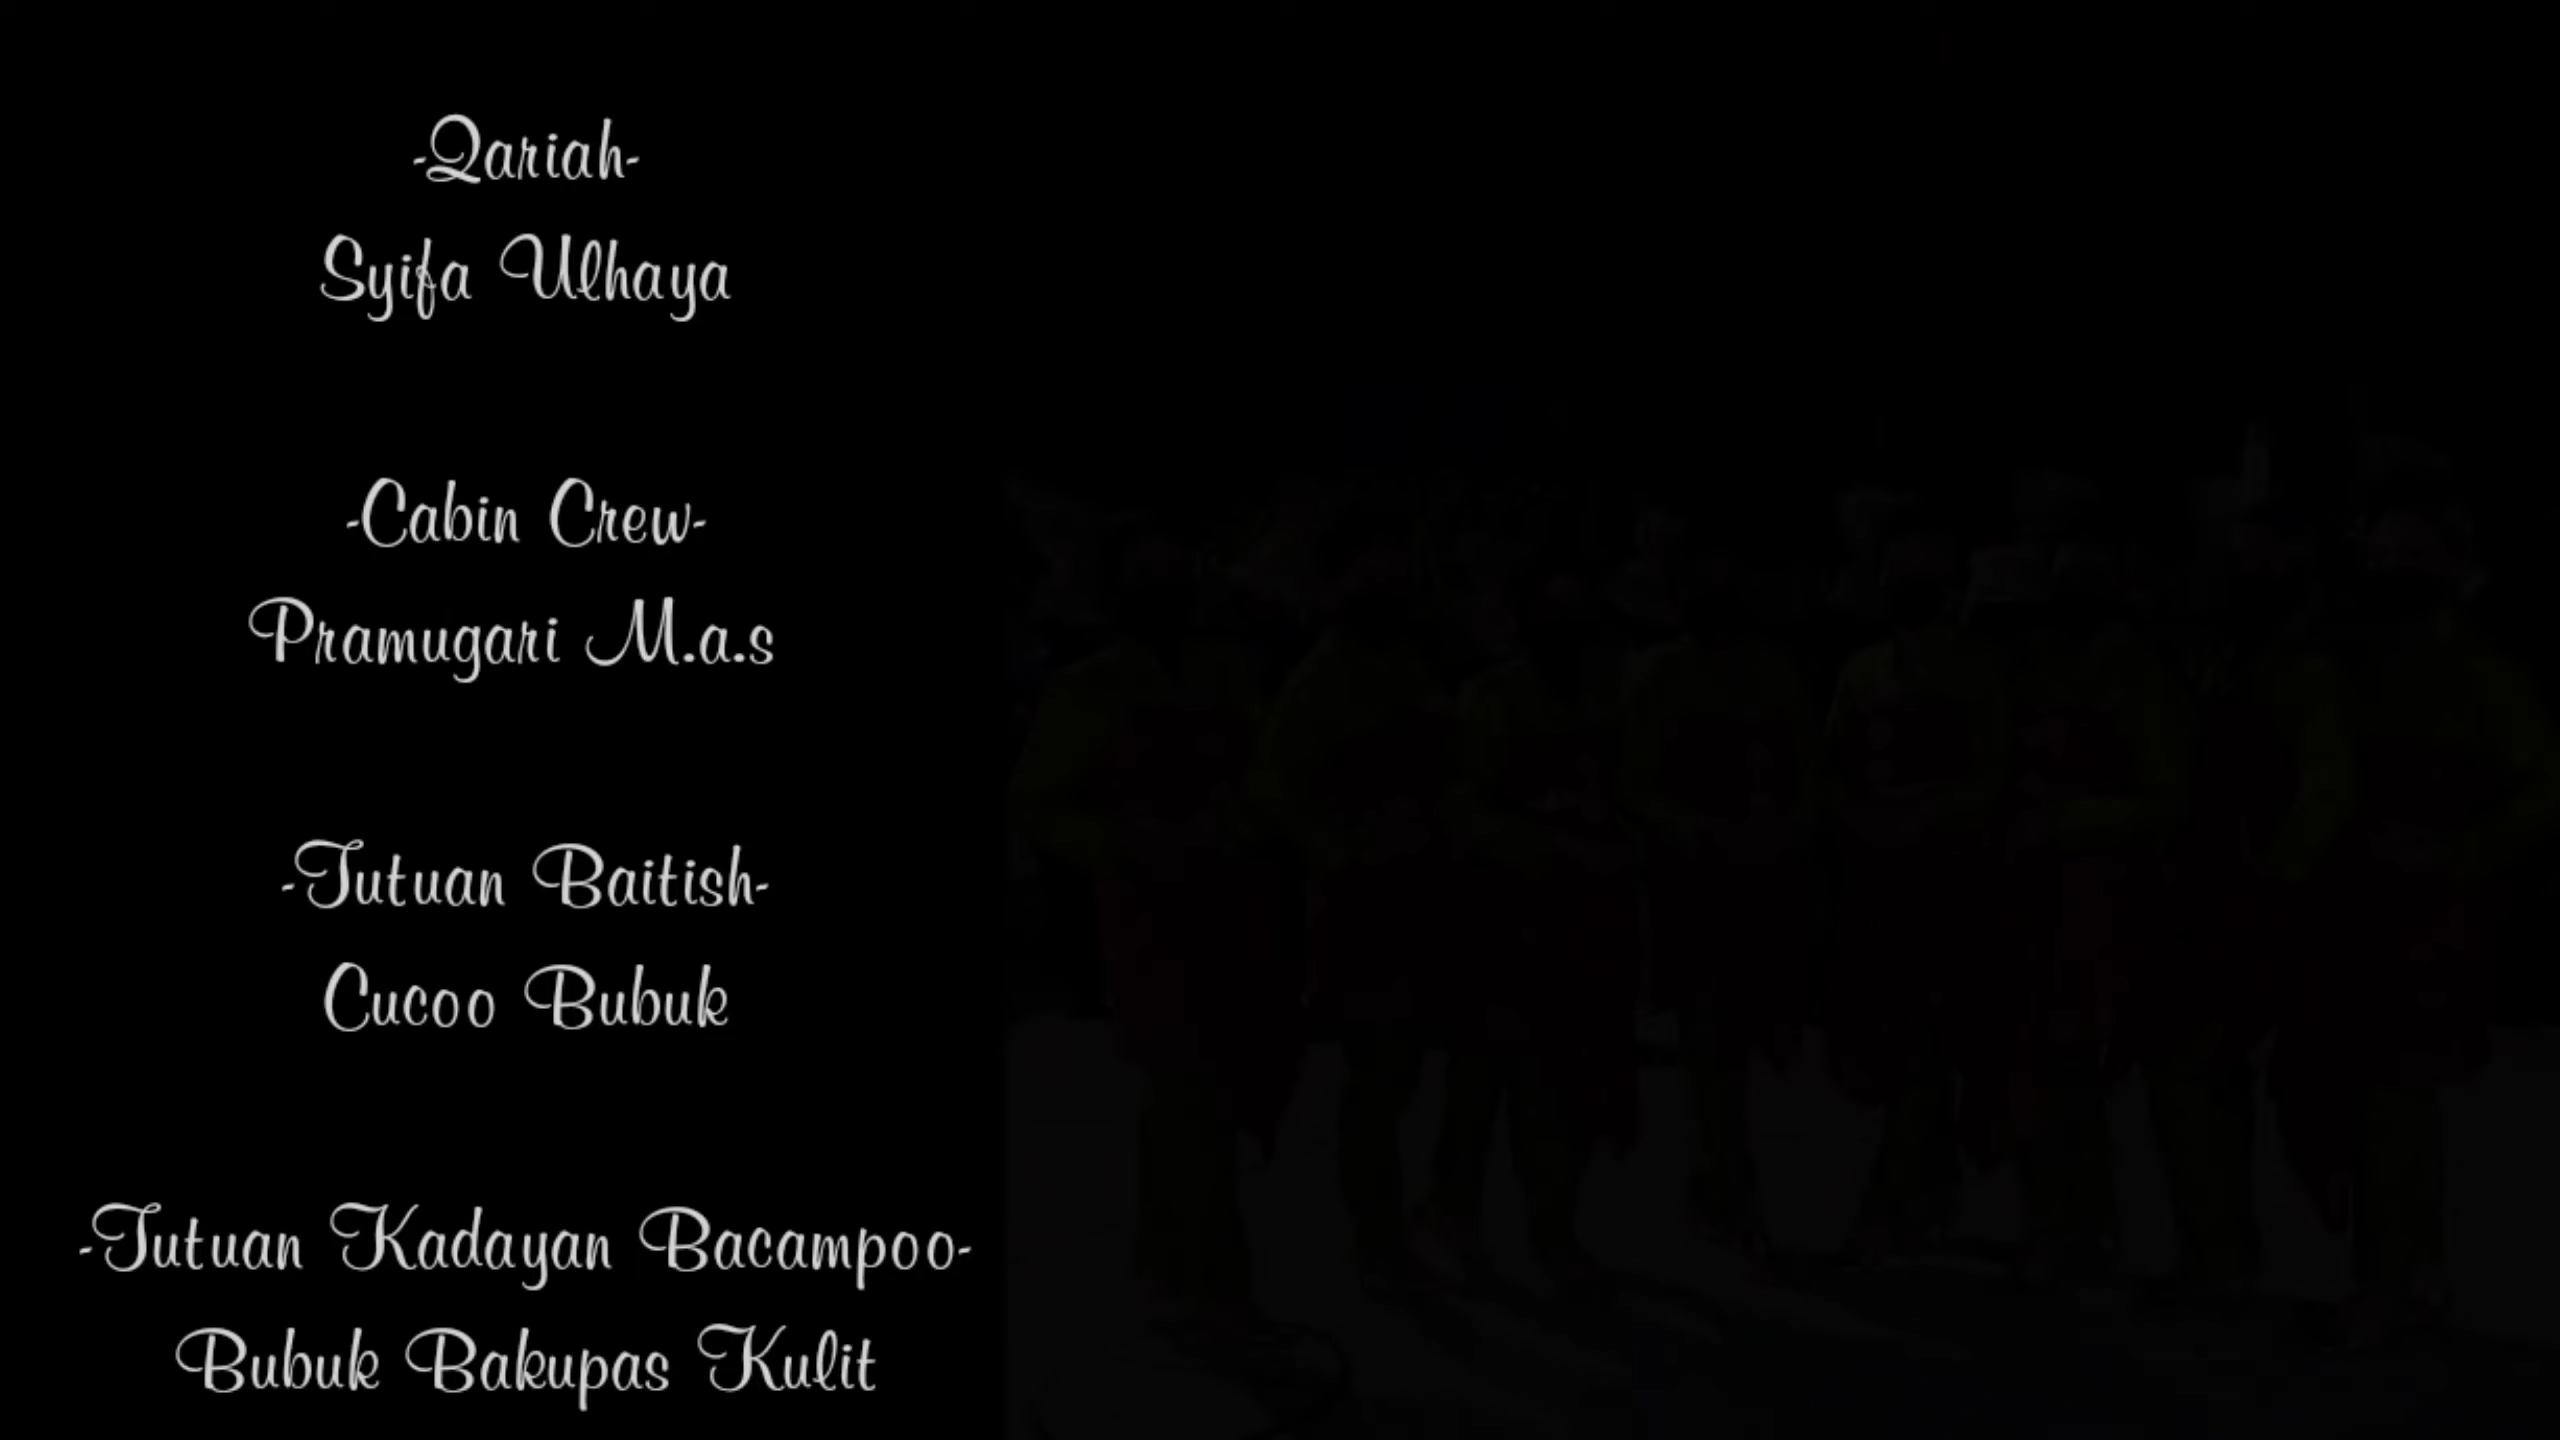 -Qariah-
Syifa Ulhaya
-Cabin Crew-
Pramugari M.a.s
-Tutuan Baitish-
Cucoo Bubuk
-Tutuan Kadayan Bacampoo-
Bubuk Bakupas Kulit